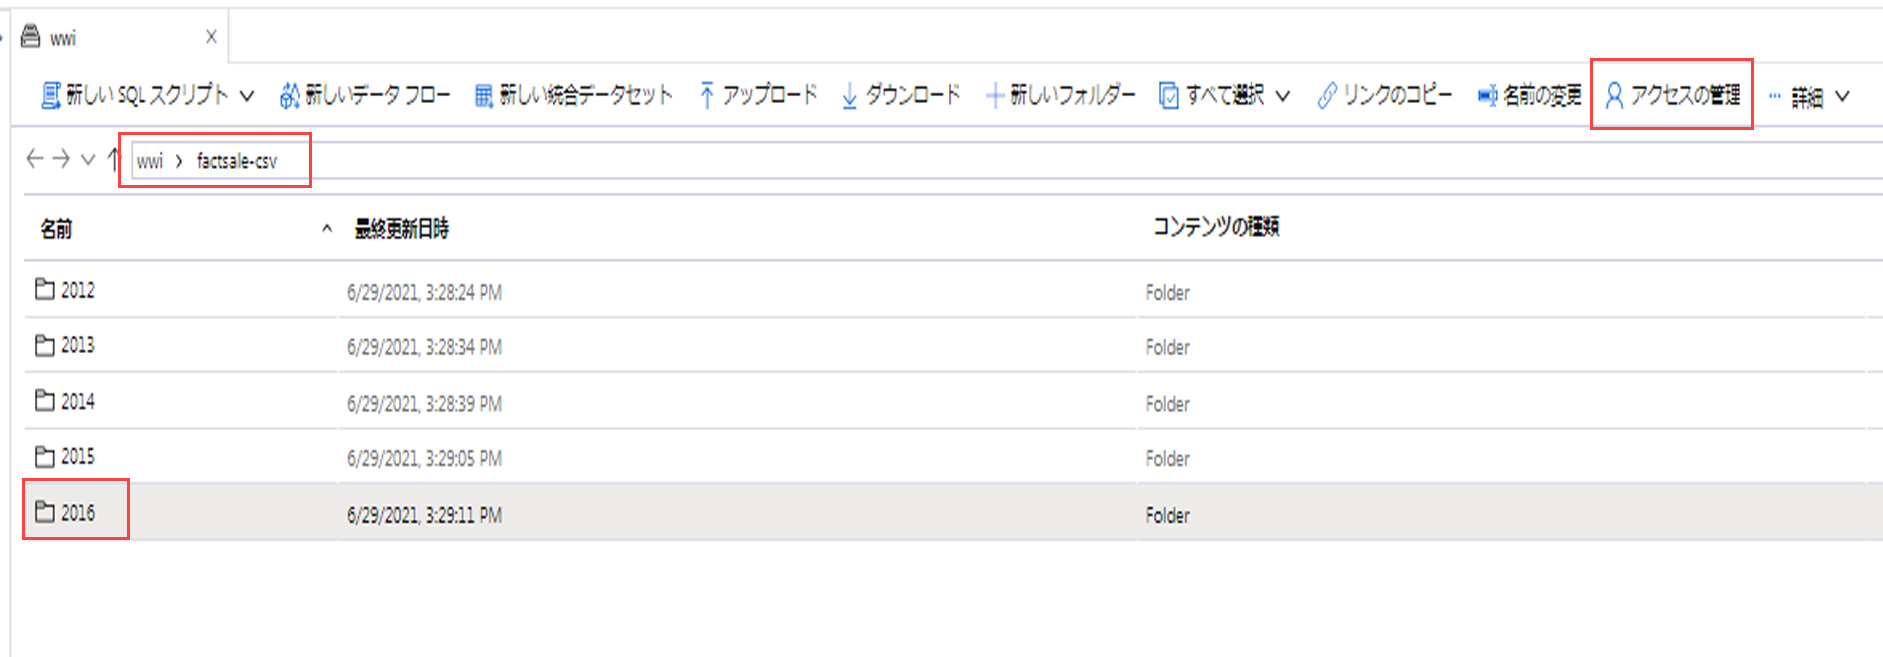 wwi
新しい SQL スクリプト 新しいデータ フロー 新しい統合データセット アップロード ダウンロード 新しいフォルダー すべて選択 リンクのコピー 名前の変更 アクセスの管理 … 詳細
wwi > factsale-csv
名前 最終更新日時 コンテンツの種類
2012 6/29/2021, 3:28:24 PM Folder
2013 6/29/2021, 3:28:34 PM Folder
2014 6/29/2021, 3:28:39 PM Folder
2015 6/29/2021, 3:29:05 PM Folder
2016 6/29/2021, 3:29:11 PM Folder